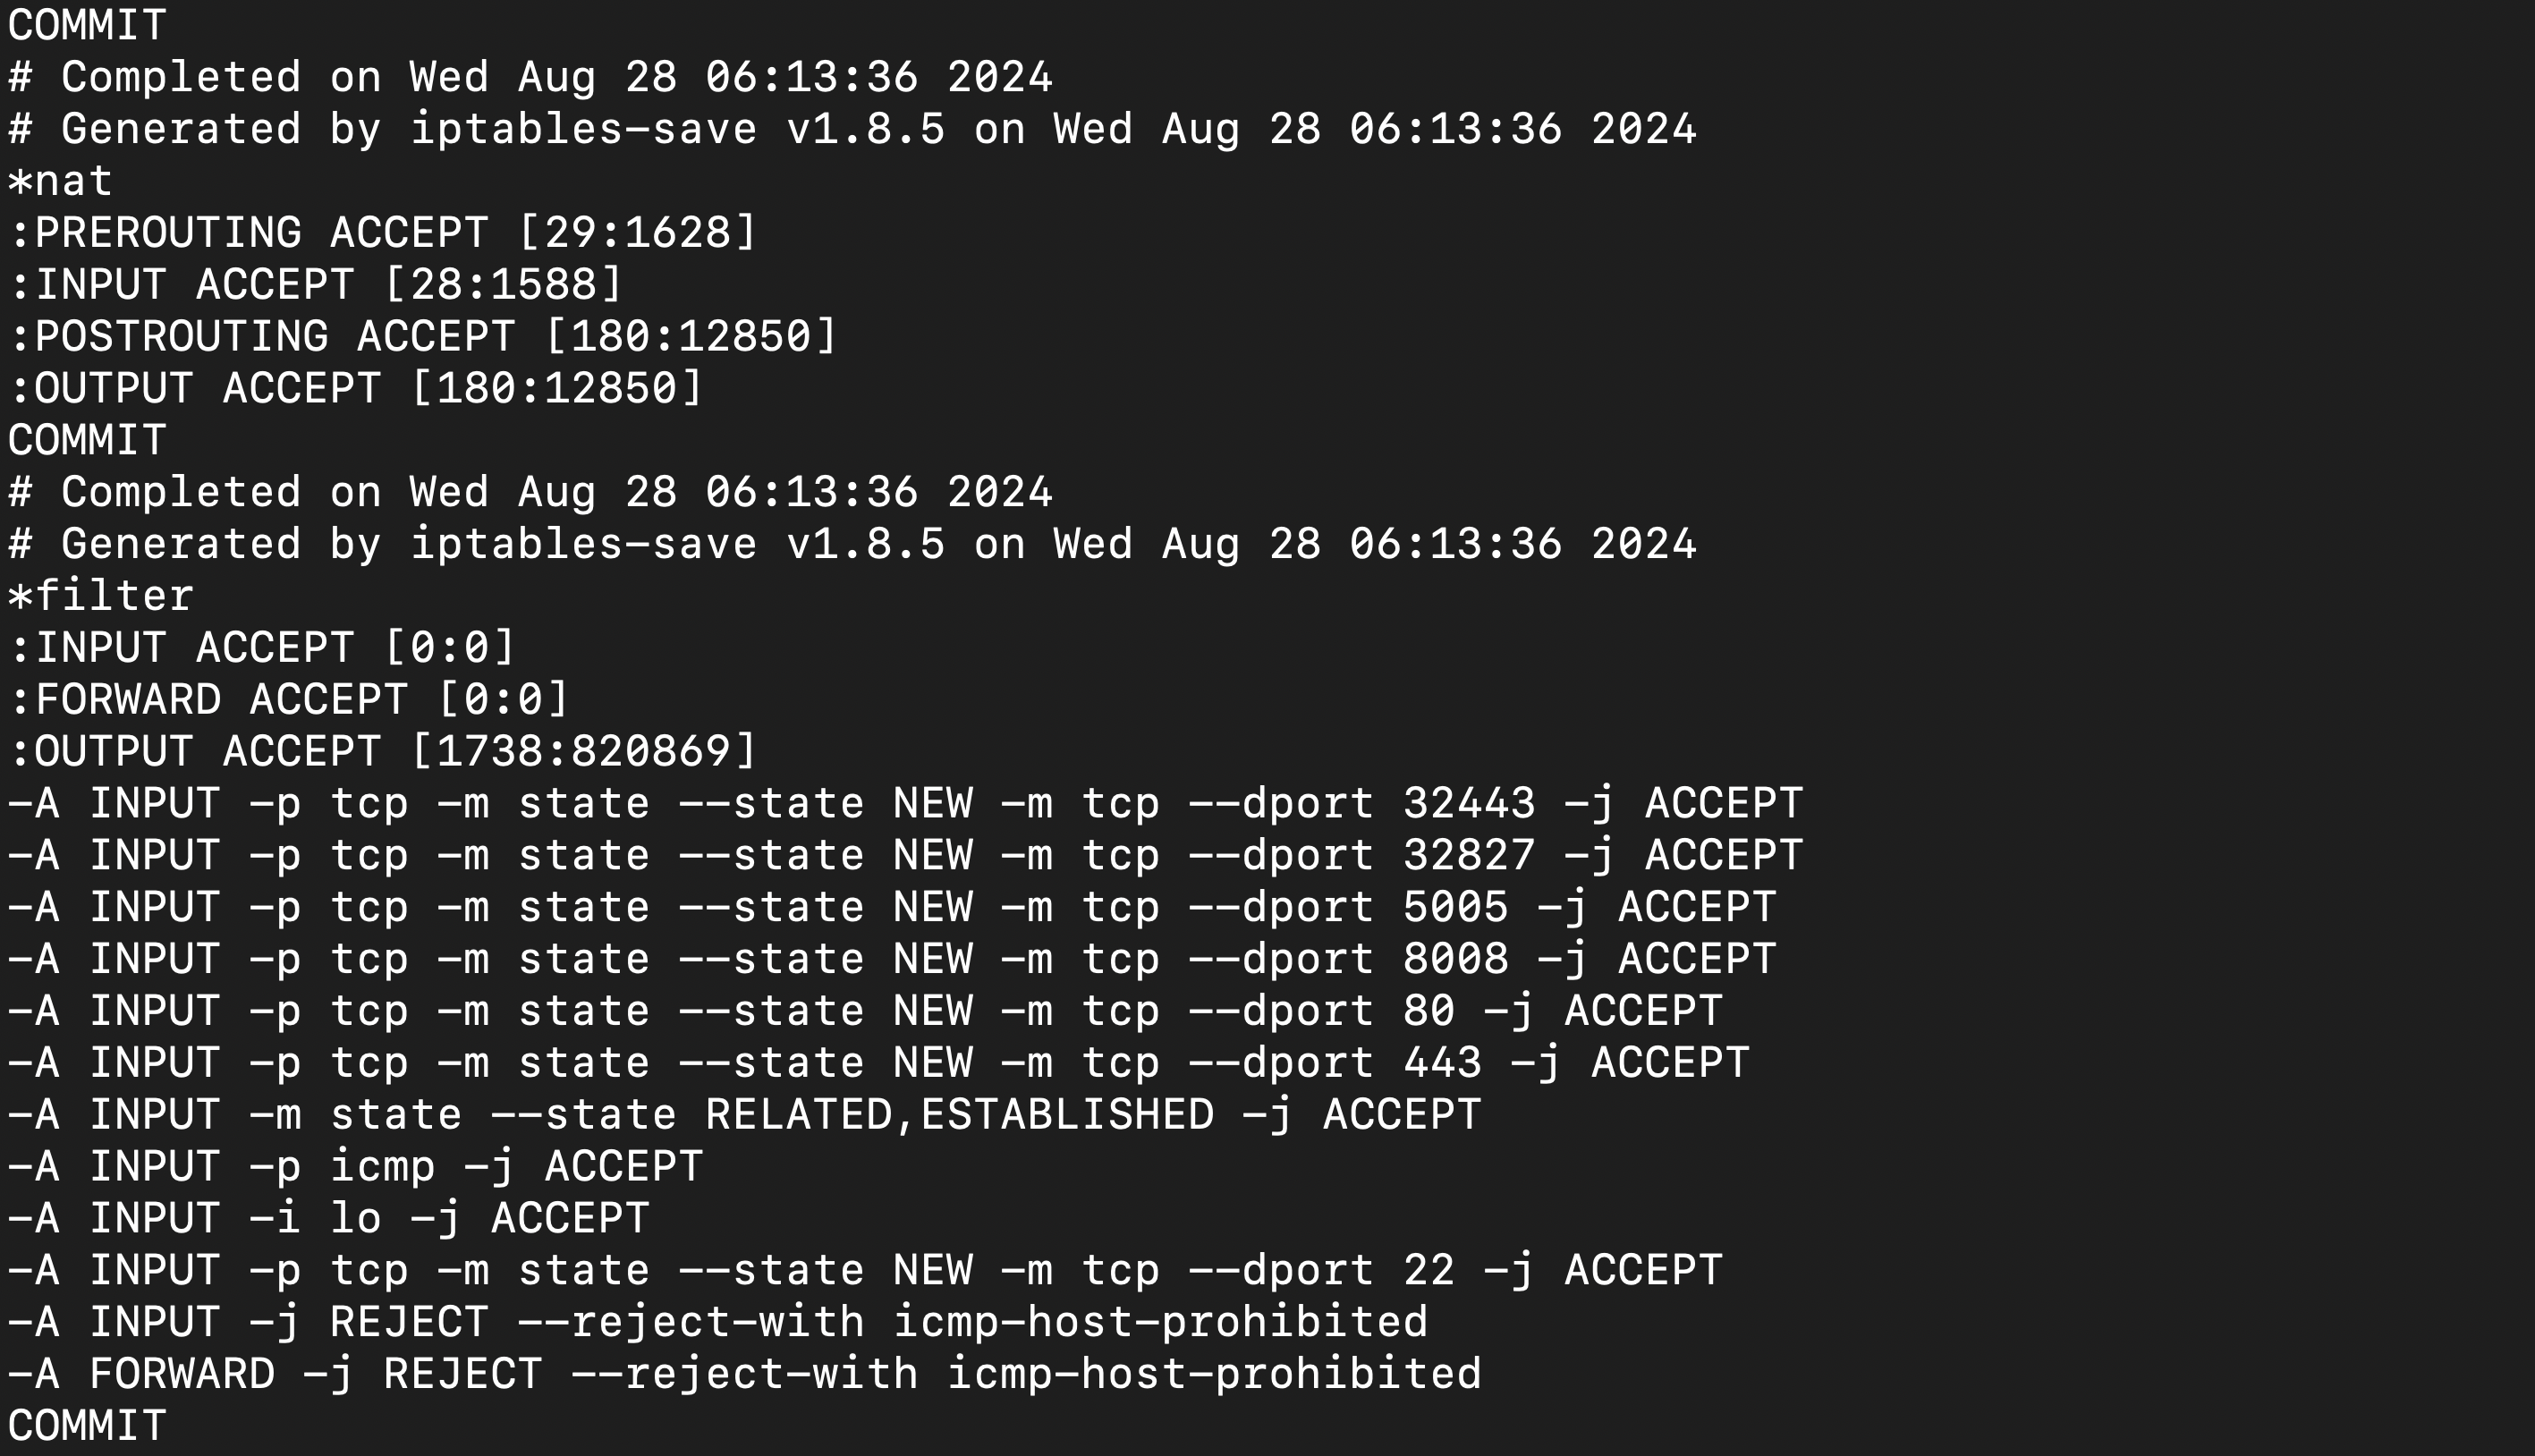 COMMIT
# Completed on Wed Aug 28 06:13:36 2024
# Generated by iptables-save v1.8.5 on Wed Aug 28 06:13:36 2024
*nat
:PREROUTING ACCEPT [29:1628]
:INPUT ACCEPT [28:1588]
:POSTROUTING ACCEPT [180:12850]
:OUTPUT ACCEPT [180:12850]
COMMIT
# Completed on Wed Aug 28 06:13:36 2024
# Generated by iptables-save v1.8.5 on Wed Aug 28 06:13:36 2024
*filter
:INPUT ACCEPT [0:0]
:FORWARD ACCEPT [0:0]
:OUTPUT ACCEPT [1738:820869]
-A INPUT -p tcp -m state --state NEW -m tcp --dport 32443 -j ACCEPT
-A INPUT -p tcp -m state --state NEW -m tcp --dport 32827 -j ACCEPT
-A INPUT -p tcp -m state --state NEW -m tcp --dport 5005 -j ACCEPT
-A INPUT -p tcp -m state --state NEW -m tcp --dport 8008 -j ACCEPT
-A INPUT -p tcp -m state --state NEW -m tcp --dport 80 -j ACCEPT
-A INPUT -p tcp -m state --state NEW -m tcp --dport 443 -j ACCEPT
-A INPUT -m state --state RELATED,ESTABLISHED -j ACCEPT
-A INPUT -p icmp -j ACCEPT
-A INPUT -i lo -j ACCEPT
-A INPUT -p tcp -m state --state NEW -m tcp --dport 22 -j ACCEPT
-A INPUT -j REJECT --reject-with icmp-host-prohibited
-A FORWARD -j REJECT --reject-with icmp-host-prohibited
COMMIT